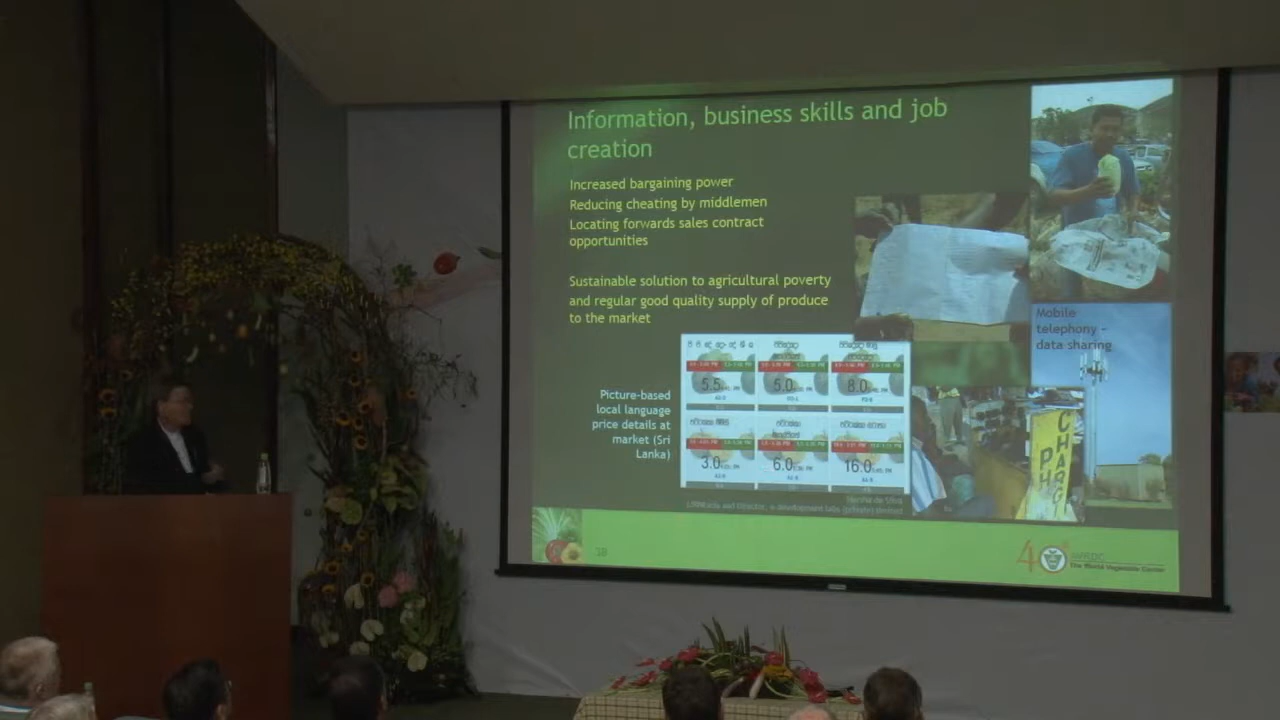 Information, business skills and job
creation
Increased bargaining power
Reducing cheating by middlemen
Locating forwards sales contract
opportunities
Sustainable solution to agricultural poverty
and regular good quality supply of produce
to the market
Mobile
telephony -
data sharing
Picture-based
local language
price details at
market (Sri
Lanka)
5.5
5.0
8.0
3.0
6.0
16.0
CHARG
PH
40
AVRDC
The World Vegetable Center